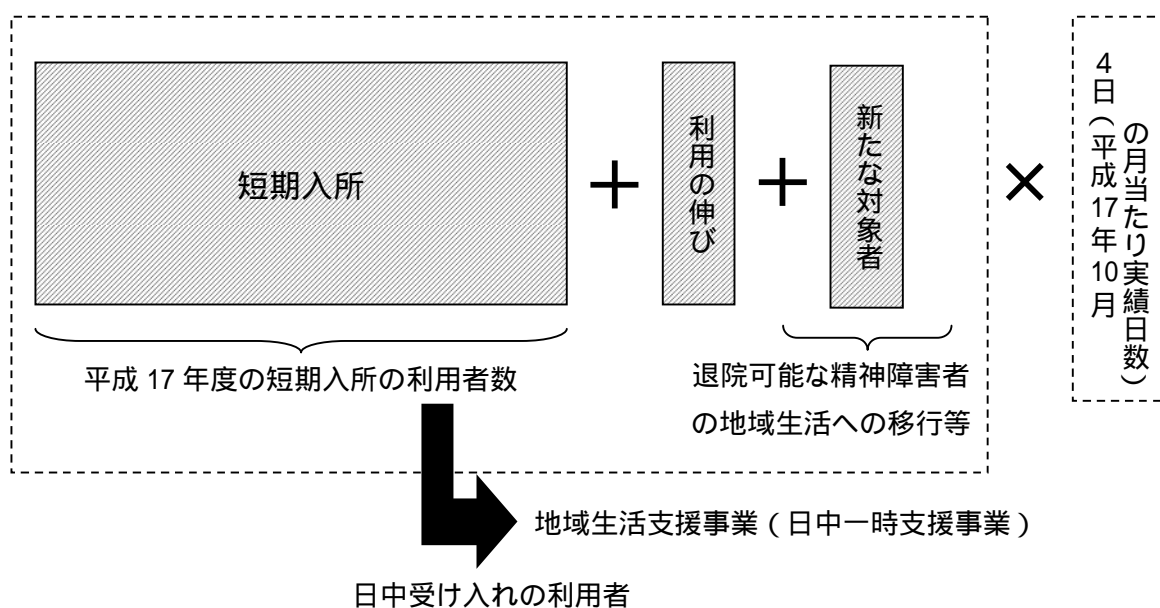 短期入所
＋
利用の伸び
＋
新たな対象者
×
4日（平成17年10月
の月当たり実績日数）
平成 17 年度の短期入所の利用者数
退院可能な精神障害者
の地域生活への移行等
地域生活支援事業（日中一時支援事業）
日中受け入れの利用者